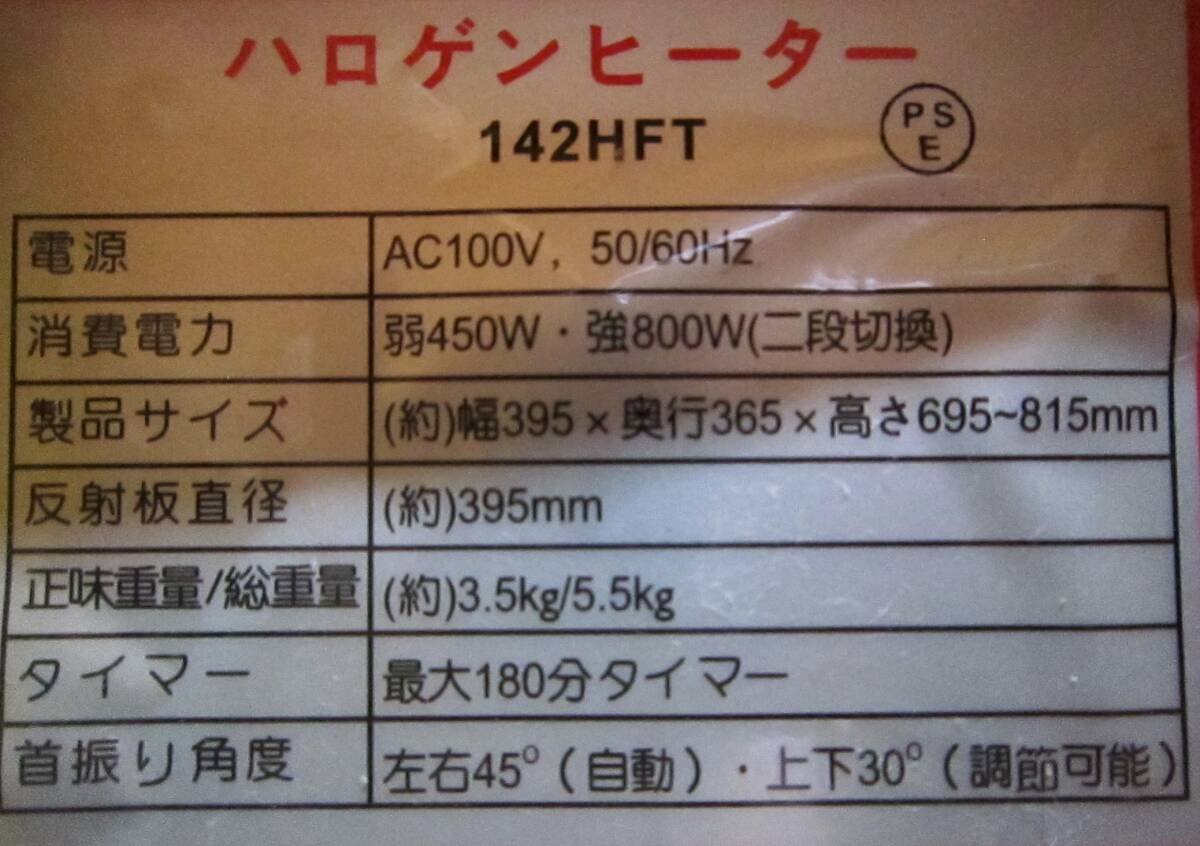 ハロゲンヒーター
142HFT
PS
E
電源 AC100V, 50/60Hz
消費電力 弱450W・強800W(二段切換)
製品サイズ (約)幅395×奥行365×高さ695~815mm
反射板直径 (約)395mm
正味重量/総重量 (約)3.5kg/5.5kg
タイマー 最大180分タイマー
首振り角度 左右45°(自動)・上下30°(調節可能)